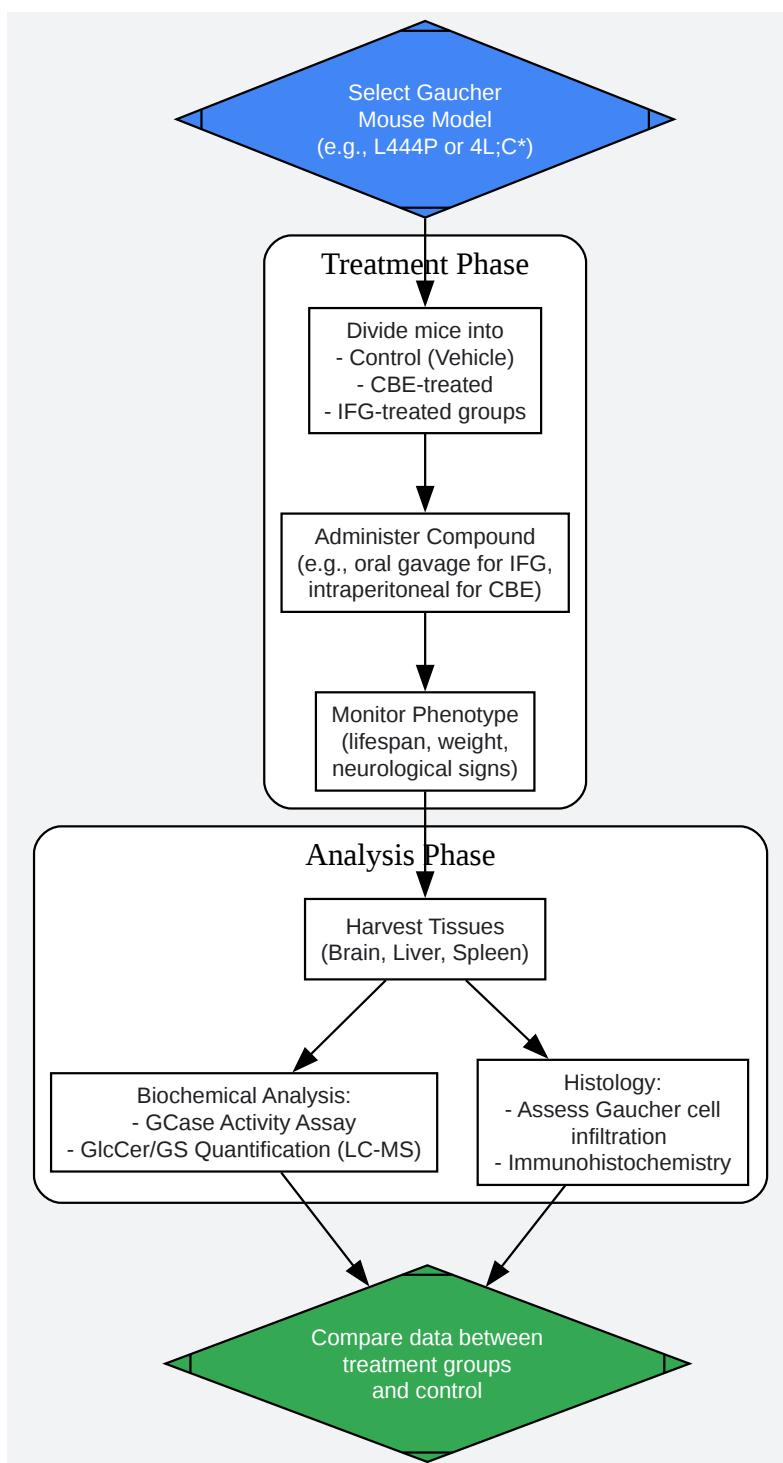 Select Gaucher
Mouse Model
(e.g., L444P or 4L;C*)
Treatment Phase
Divide mice into
- Control (Vehicle)
- CBE-treated
- IFG-treated groups
Administer Compound
(e.g., oral gavage for IFG,
intraperitoneal for CBE)
Monitor Phenotype
(lifespan, weight,
neurological signs)
Analysis Phase
Harvest Tissues
(Brain, Liver, Spleen)
Biochemical Analysis:
- GCase Activity Assay
- GlcCer/GS Quantification (LC-MS)
Histology:
- Assess Gaucher cell
infiltration
- Immunohistochemistry
Compare data between
treatment groups
and control